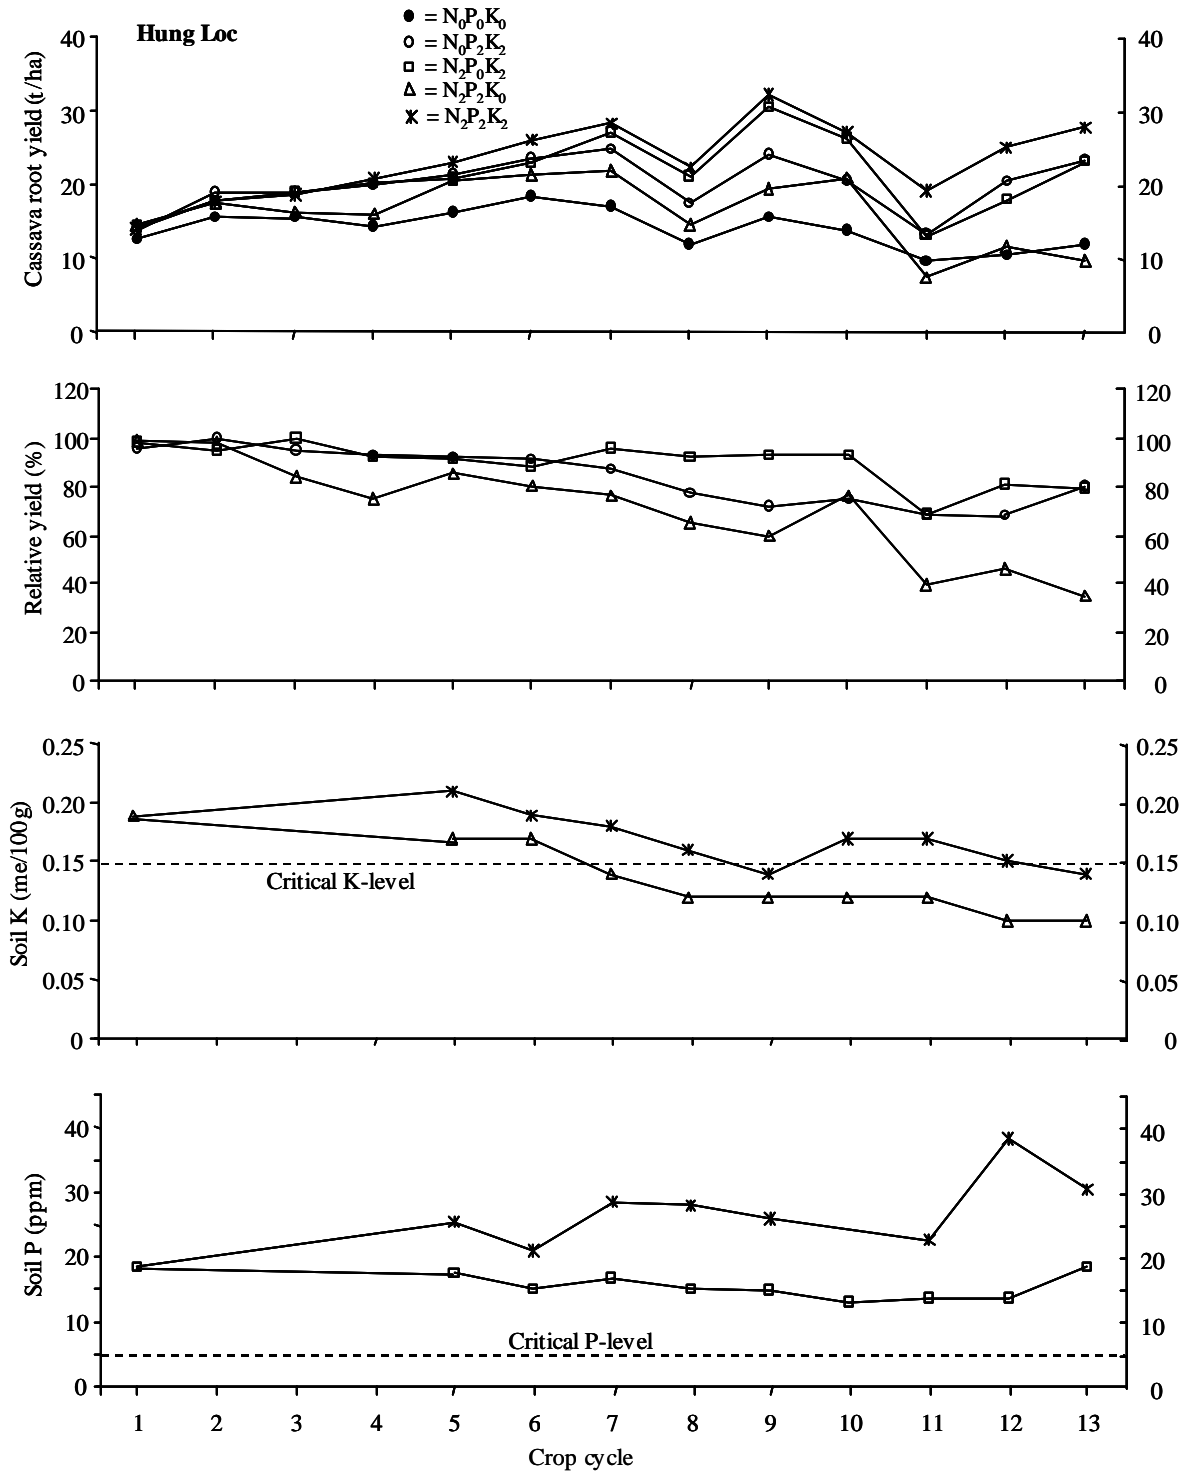 Hung Loc
● = N₀P₀K₀
○ = N₀P₂K₂
□ = N₂P₀K₂
△ = N₂P₂K₀
✳ = N₂P₂K₂
Cassava root yield (t/ha)
40 40
30 30
20 20
10 10
0 0
Relative yield (%)
120 120
100 100
80 80
60 60
40 40
20 20
0 0
Soil K (me/100g)
0.25 0.25
0.20 0.20
0.15 0.15
Critical K-level
0.10 0.10
0.05 0.05
0 0
Soil P (ppm)
40 40
30 30
20 20
10 10
Critical P-level
0 0
1 2 3 4 5 6 7 8 9 10 11 12 13
Crop cycle